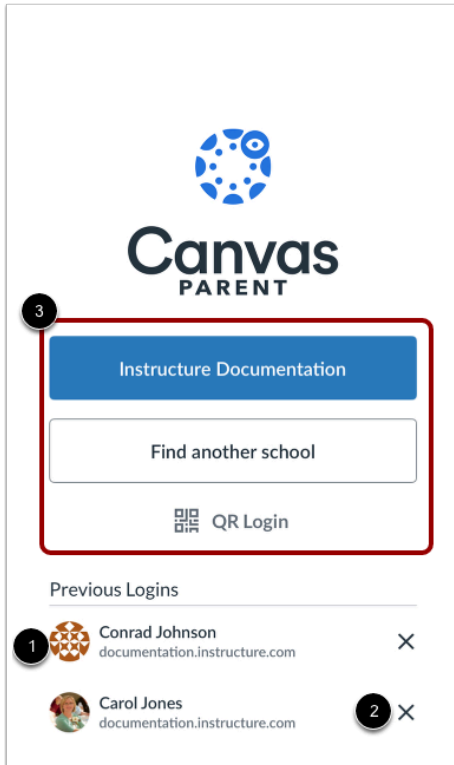 Canvas
PARENT
3
Instructure Documentation
Find another school
QR Login
Previous Logins
1
Conrad Johnson
documentation.instructure.com
Carol Jones
documentation.instructure.com
2